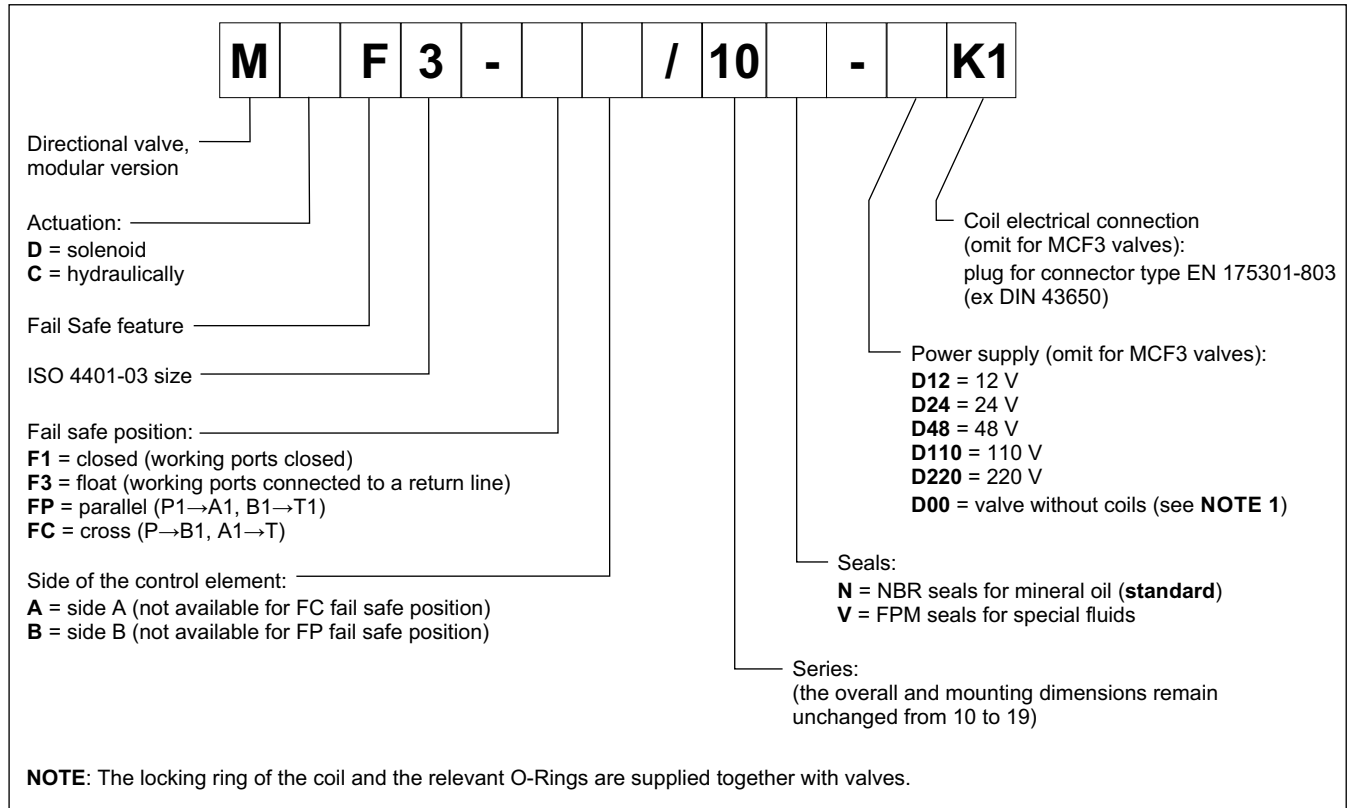 M F 3 - / 10 - K1
Directional valve,
modular version
Actuation:
D = solenoid
C = hydraulically
Fail Safe feature
ISO 4401-03 size
Fail safe position:
F1 = closed (working ports closed)
F3 = float (working ports connected to a return line)
FP = parallel (P1→A1, B1→T1)
FC = cross (P→B1, A1→T)
Side of the control element:
A = side A (not available for FC fail safe position)
B = side B (not available for FP fail safe position)
Coil electrical connection
(omit for MCF3 valves):
plug for connector type EN 175301-803
(ex DIN 43650)
Power supply (omit for MCF3 valves):
D12 = 12 V
D24 = 24 V
D48 = 48 V
D110 = 110 V
D220 = 220 V
D00 = valve without coils (see NOTE 1)
Seals:
N = NBR seals for mineral oil (standard)
V = FPM seals for special fluids
Series:
(the overall and mounting dimensions remain
unchanged from 10 to 19)
NOTE: The locking ring of the coil and the relevant O-Rings are supplied together with valves.